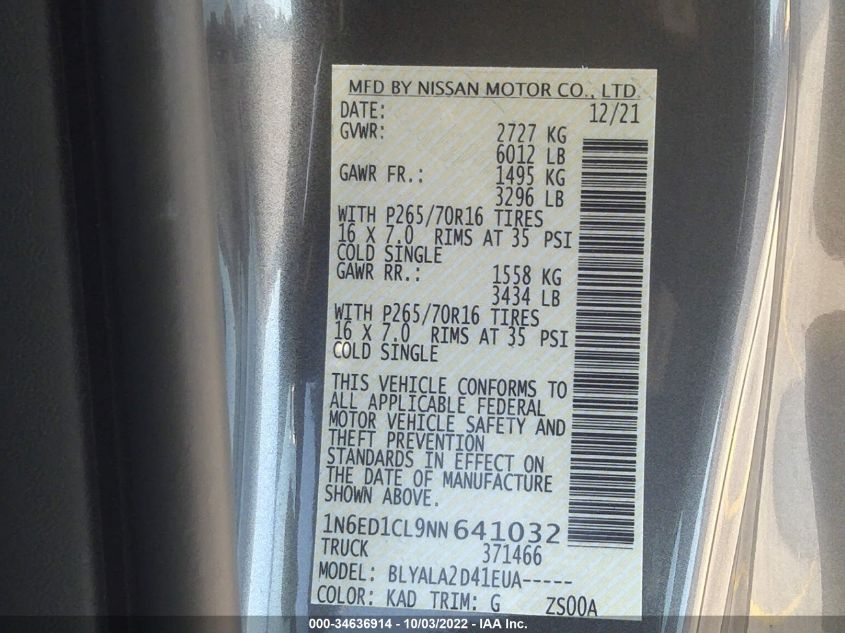 MFD BY NISSAN MOTOR CO., LTD.
DATE: 12/21
GVWR: 2727 KG
6012 LB
GAWR FR.: 1495 KG
3296 LB
WITH P265/70R16 TIRES
16 X 7.0 RIMS AT 35 PSI
COLD SINGLE
GAWR RR.: 1558 KG
3434 LB
WITH P265/70R16 TIRES
16 X 7.0 RIMS AT 35 PSI
COLD SINGLE
THIS VEHICLE CONFORMS TO
ALL APPLICABLE FEDERAL
MOTOR VEHICLE SAFETY AND
THEFT PREVENTION
STANDARDS IN EFFECT ON
THE DATE OF MANUFACTURE
SHOWN ABOVE.
1N6ED1CL9NN641032
TRUCK 371466
MODEL: BLYALA2D41EUA-----
COLOR: KAD TRIM: G ZS00A
000-34636914 - 10/03/2022 - IAA Inc.